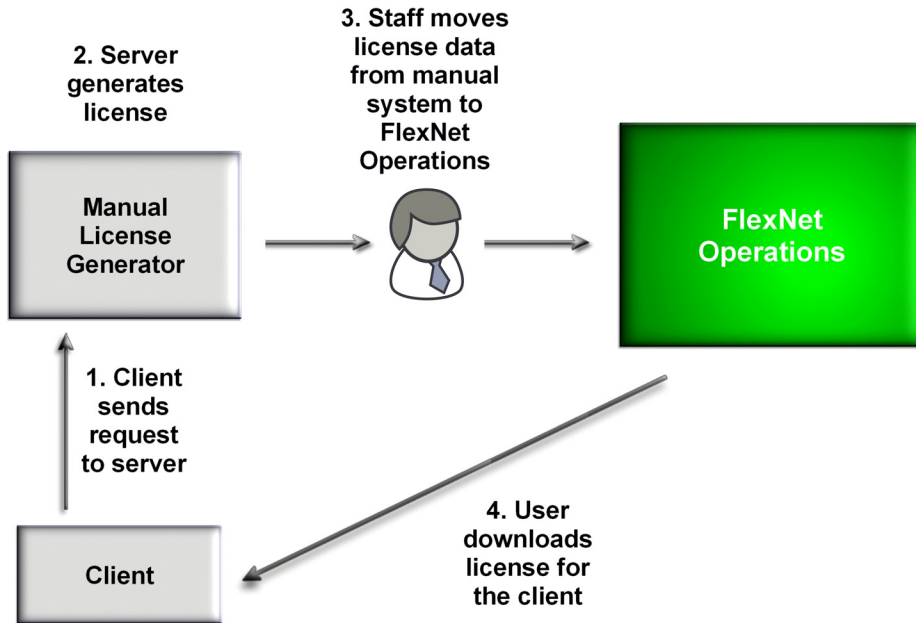 2. Server
generates
license
3. Staff moves
license data
from manual
system to
FlexNet
Operations
Manual
License
Generator
FlexNet
Operations
1. Client
sends
request
to server
Client
4. User
downloads
license for
the client